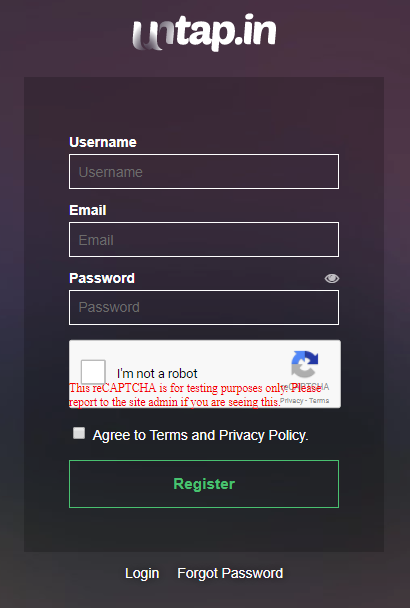 untap.in
Username
Username
Email
Email
Password
Password
I'm not a robot
reCAPTCHA
This reCAPTCHA is for testing purposes only. Please
report to the site admin if you are seeing this.
Privacy - Terms
Agree to Terms and Privacy Policy.
Register
Login Forgot Password